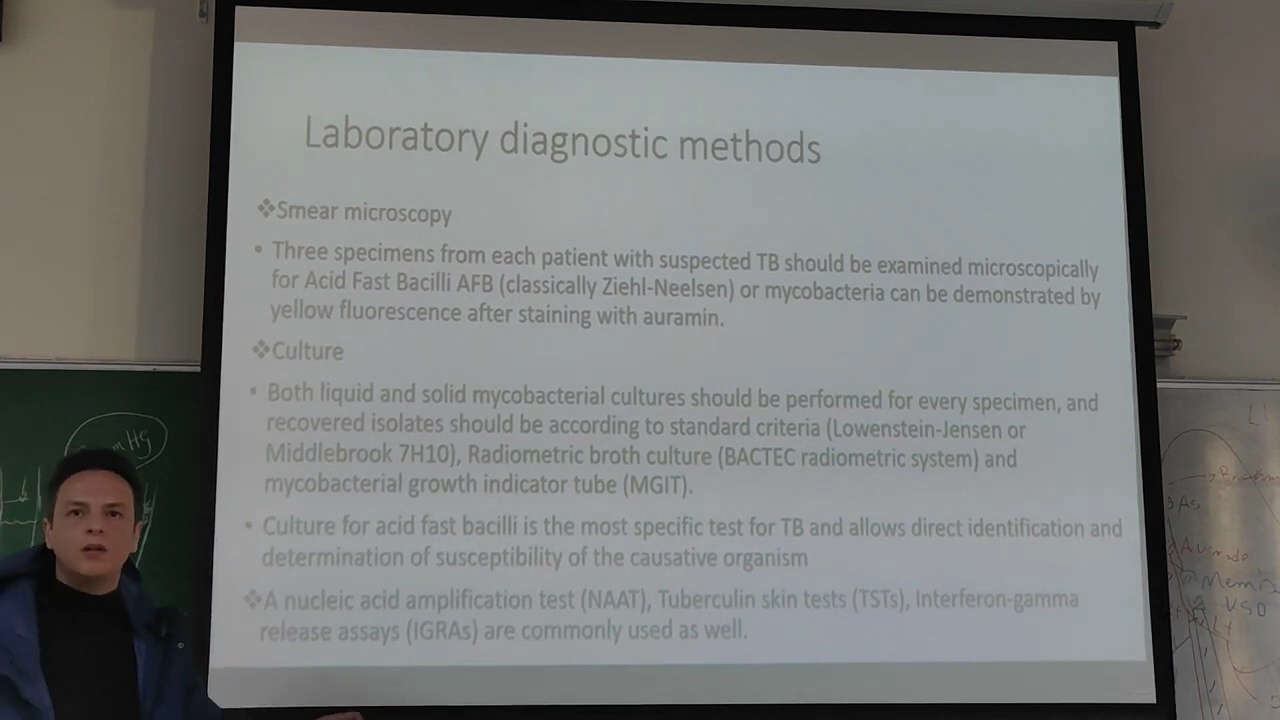 Laboratory diagnostic methods
❖Smear microscopy
• Three specimens from each patient with suspected TB should be examined microscopically
for Acid Fast Bacilli AFB (classically Ziehl-Neelsen) or mycobacteria can be demonstrated by
yellow fluorescence after staining with auramin.
❖Culture
• Both liquid and solid mycobacterial cultures should be performed for every specimen, and
recovered isolates should be according to standard criteria (Lowenstein-Jensen or
Middlebrook 7H10), Radiometric broth culture (BACTEC radiometric system) and
mycobacterial growth indicator tube (MGIT).
• Culture for acid fast bacilli is the most specific test for TB and allows direct identification and
determination of susceptibility of the causative organism
❖A nucleic acid amplification test (NAAT), Tuberculin skin tests (TSTs), Interferon-gamma
release assays (IGRAs) are commonly used as well.
VSD